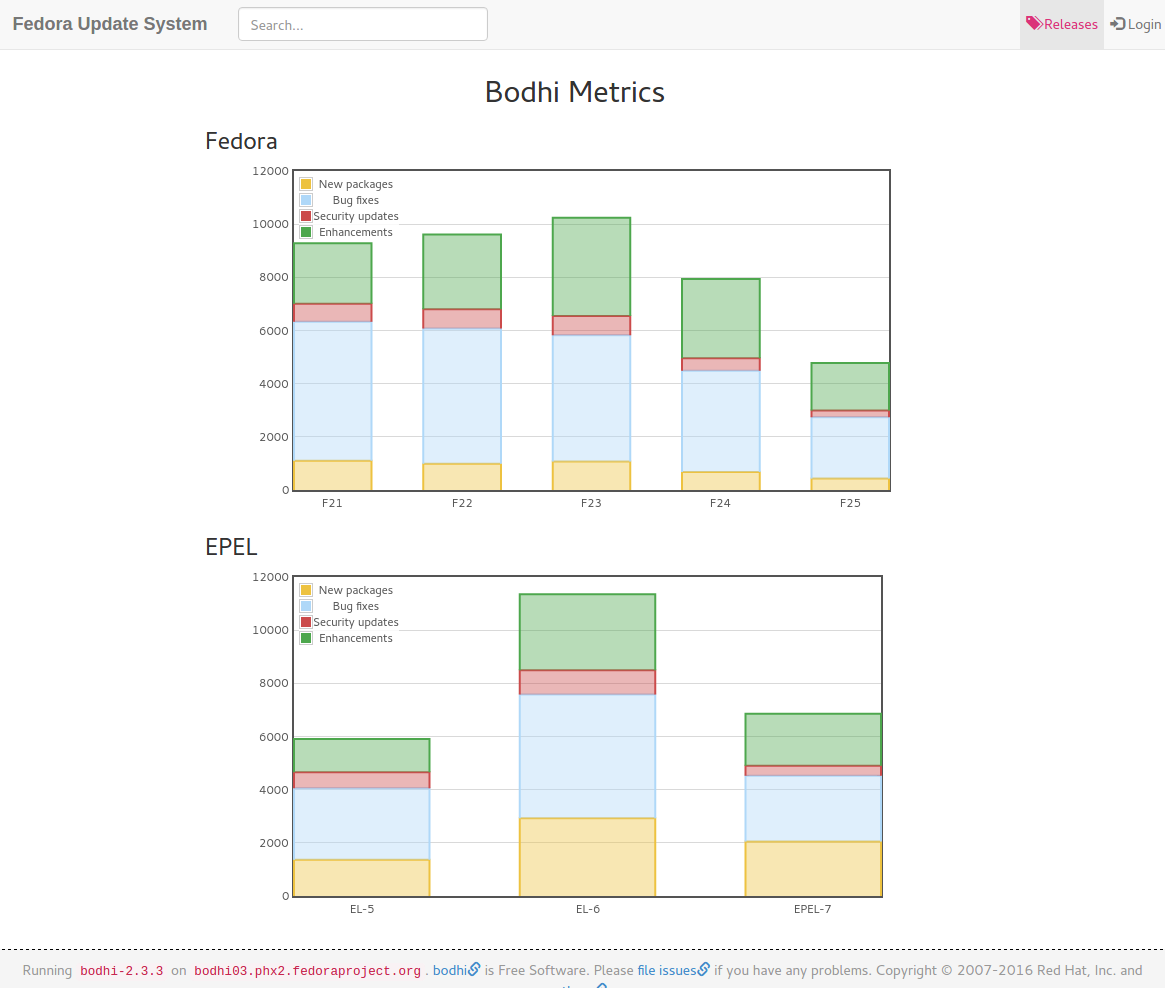 Fedora Update System Search... Releases Login
Bodhi Metrics
Fedora
12000
10000
8000
6000
4000
2000
0
New packages
Bug fixes
Security updates
Enhancements
F21 F22 F23 F24 F25
EPEL
12000
10000
8000
6000
4000
2000
0
New packages
Bug fixes
Security updates
Enhancements
EL-5 EL-6 EPEL-7
Running bodhi-2.3.3 on bodhi03.phx2.fedoraproject.org . bodhi is Free Software. Please file issues if you have any problems. Copyright © 2007-2016 Red Hat, Inc. and